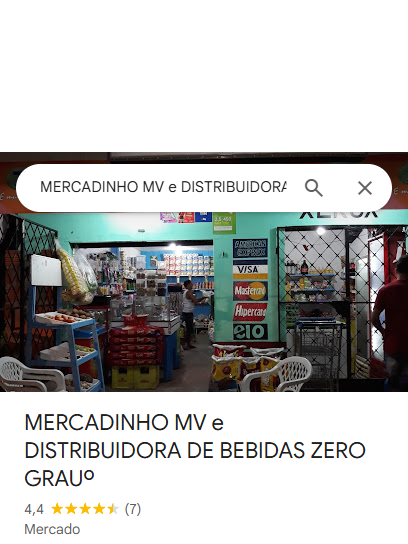 MERCADINHO MV e DISTRIBUIDORA
XEROX
AMERICAN EXPRESS
VISA
Mastercard
Hipercard
elo
MERCADINHO MV e
DISTRIBUIDORA DE BEBIDAS ZERO
GRAUº
4,4 (7)
Mercado